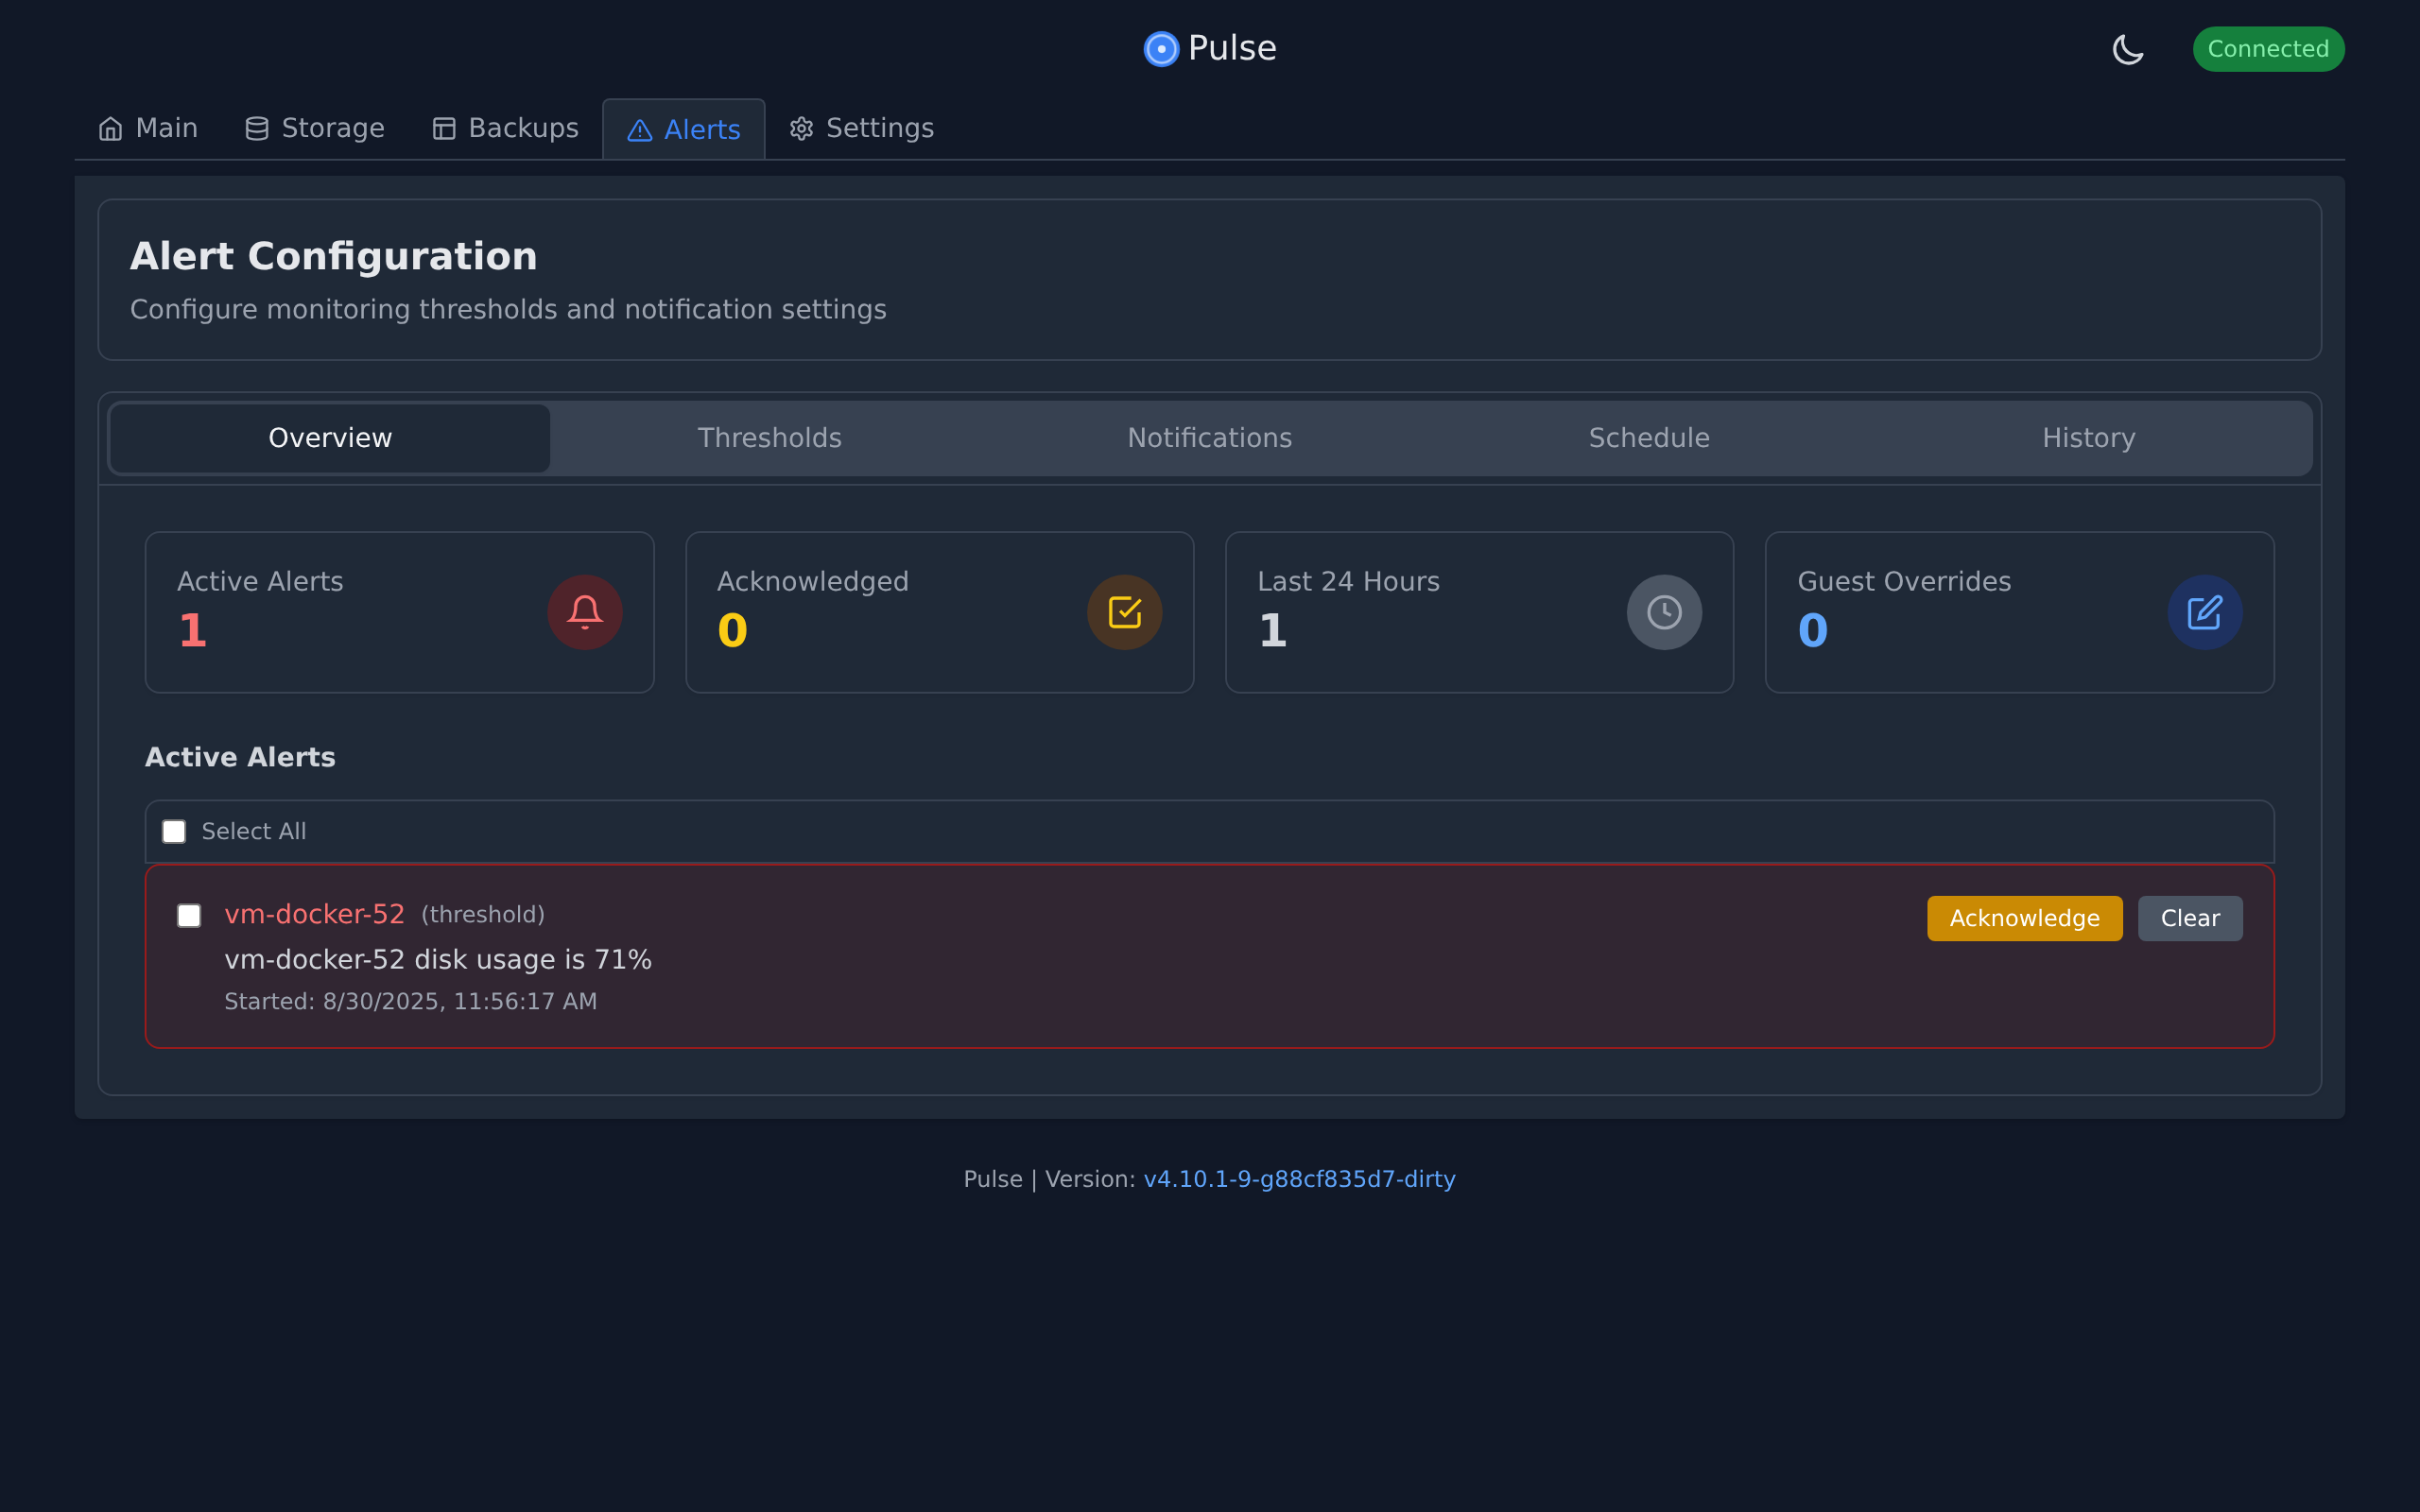 Pulse
Connected
Main
Storage
Backups
Alerts
Settings
Alert Configuration
Configure monitoring thresholds and notification settings
Overview
Thresholds
Notifications
Schedule
History
Active Alerts
1
Acknowledged
0
Last 24 Hours
1
Guest Overrides
0
Active Alerts
Select All
vm-docker-52 (threshold)
Acknowledge
Clear
vm-docker-52 disk usage is 71%
Started: 8/30/2025, 11:56:17 AM
Pulse | Version: v4.10.1-9-g88cf835d7-dirty